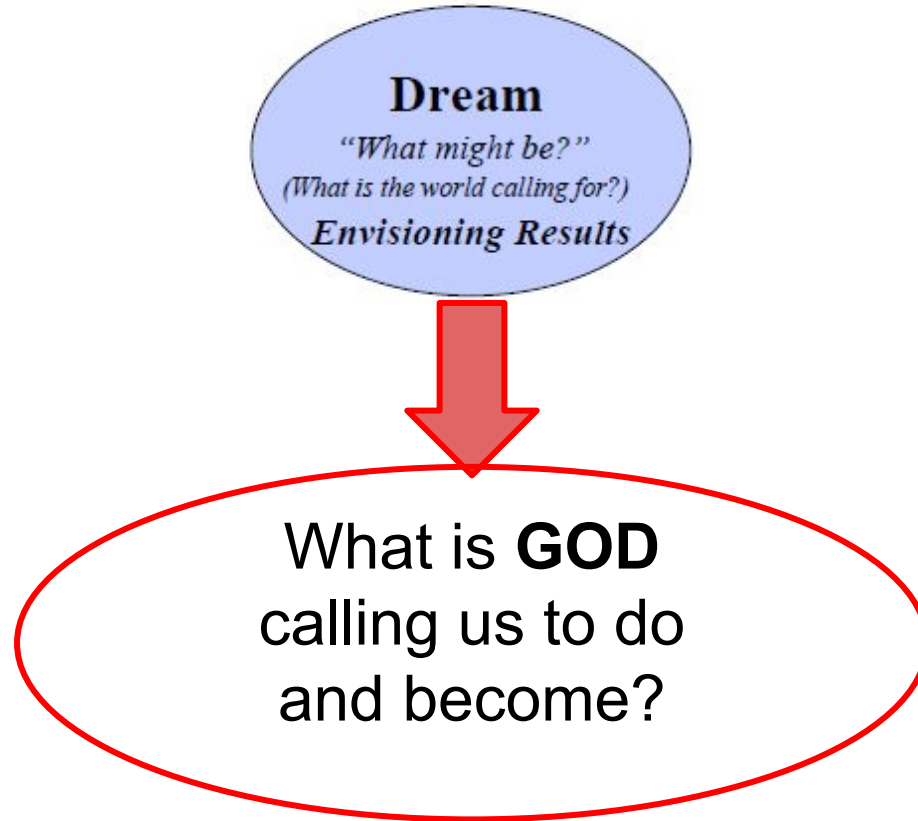 Dream
“What might be?”
(What is the world calling for?)
Envisioning Results
What is GOD
calling us to do
and become?